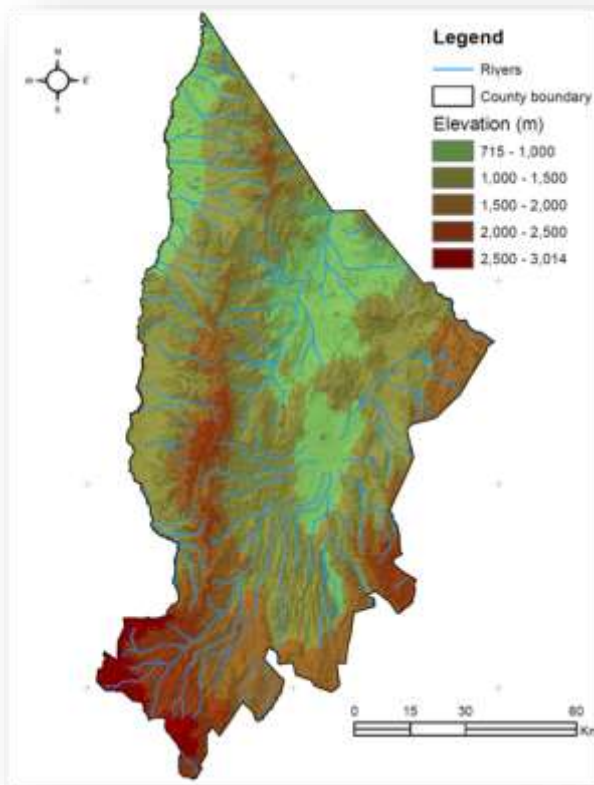 N
E
S
Legend
Rivers
County boundary
Elevation (m)
715 - 1,000
1,000 - 1,500
1,500 - 2,000
2,000 - 2,500
2,500 - 3,014
0 15 30 60
Km